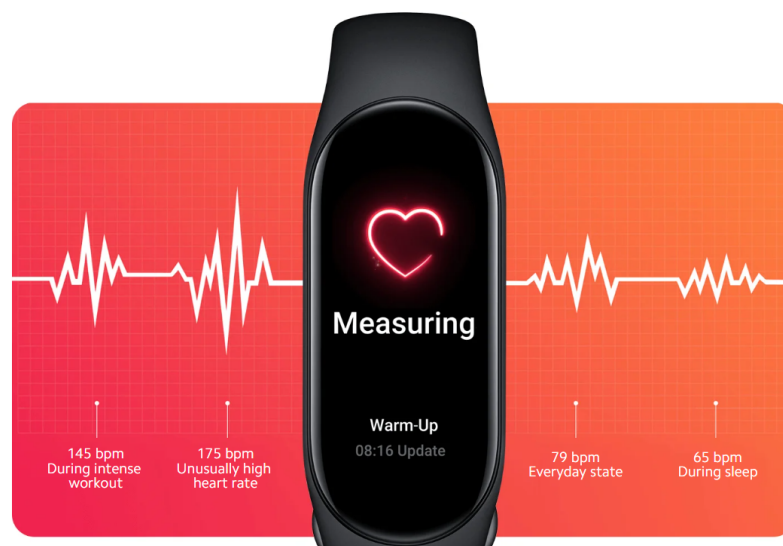 Measuring
Warm-Up
08:16 Update
145 bpm
During intense
workout
175 bpm
Unusually high
heart rate
79 bpm
Everyday state
65 bpm
During sleep